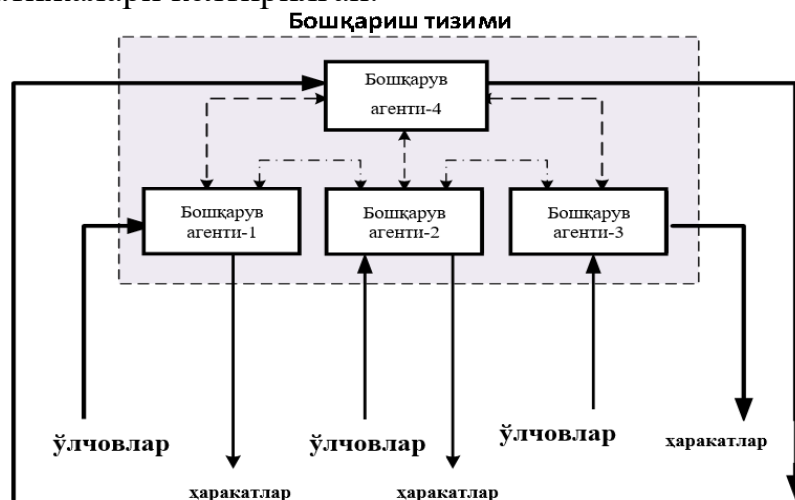 Бошқариш тизими
Бошқарув
агенти-4
Бошқарув
агенти-1
Бошқарув
агенти-2
Бошқарув
агенти-3
ўлчовлар
ўлчовлар
ўлчовлар
ҳаракатлар
ҳаракатлар
ҳаракатлар